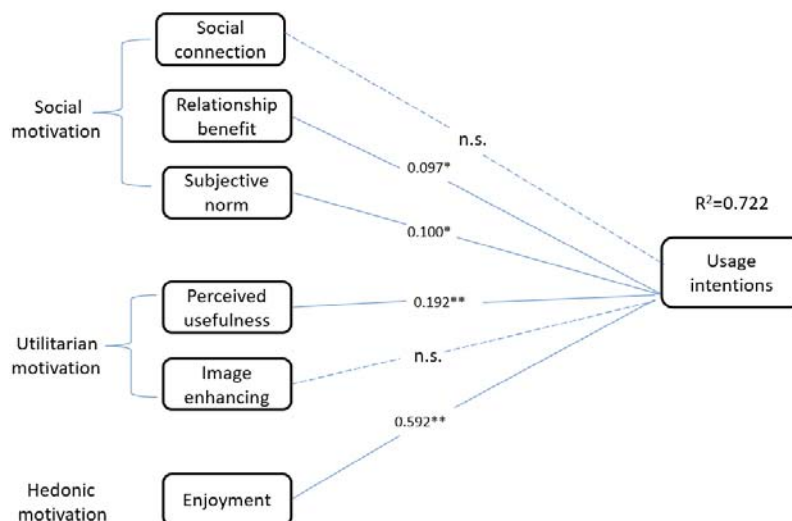 Social
connection
Social
motivation
Relationship
benefit
Subjective
norm
n.s.
0.097*
0.100*
R²=0.722
Usage
intentions
Utilitarian
motivation
Perceived
usefulness
0.192**
Image
enhancing
n.s.
0.592**
Hedonic
motivation
Enjoyment